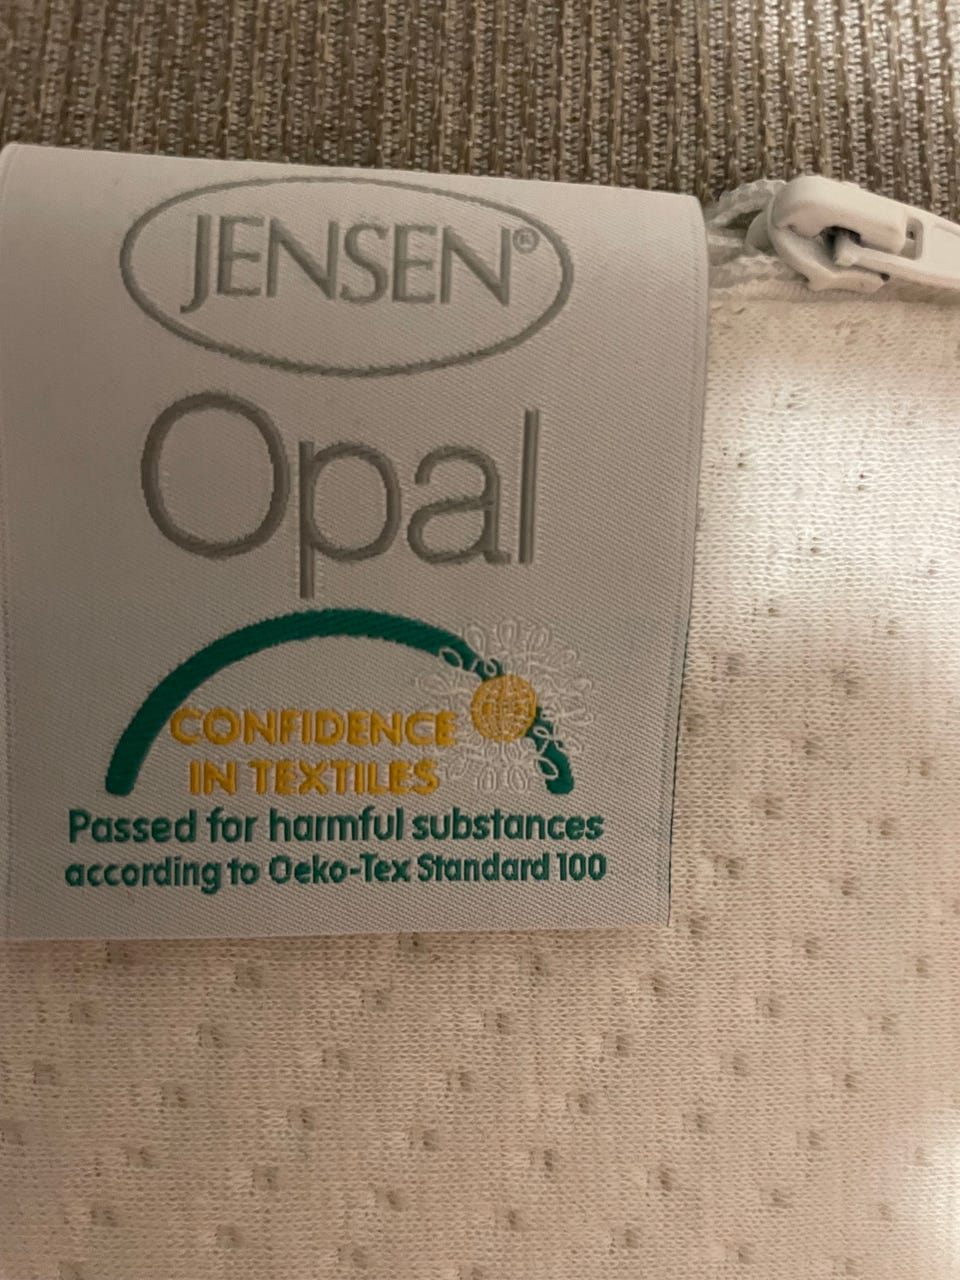 JENSEN®
Opal
CONFIDENCE
IN TEXTILES
Passed for harmful substances
according to Oeko-Tex Standard 100